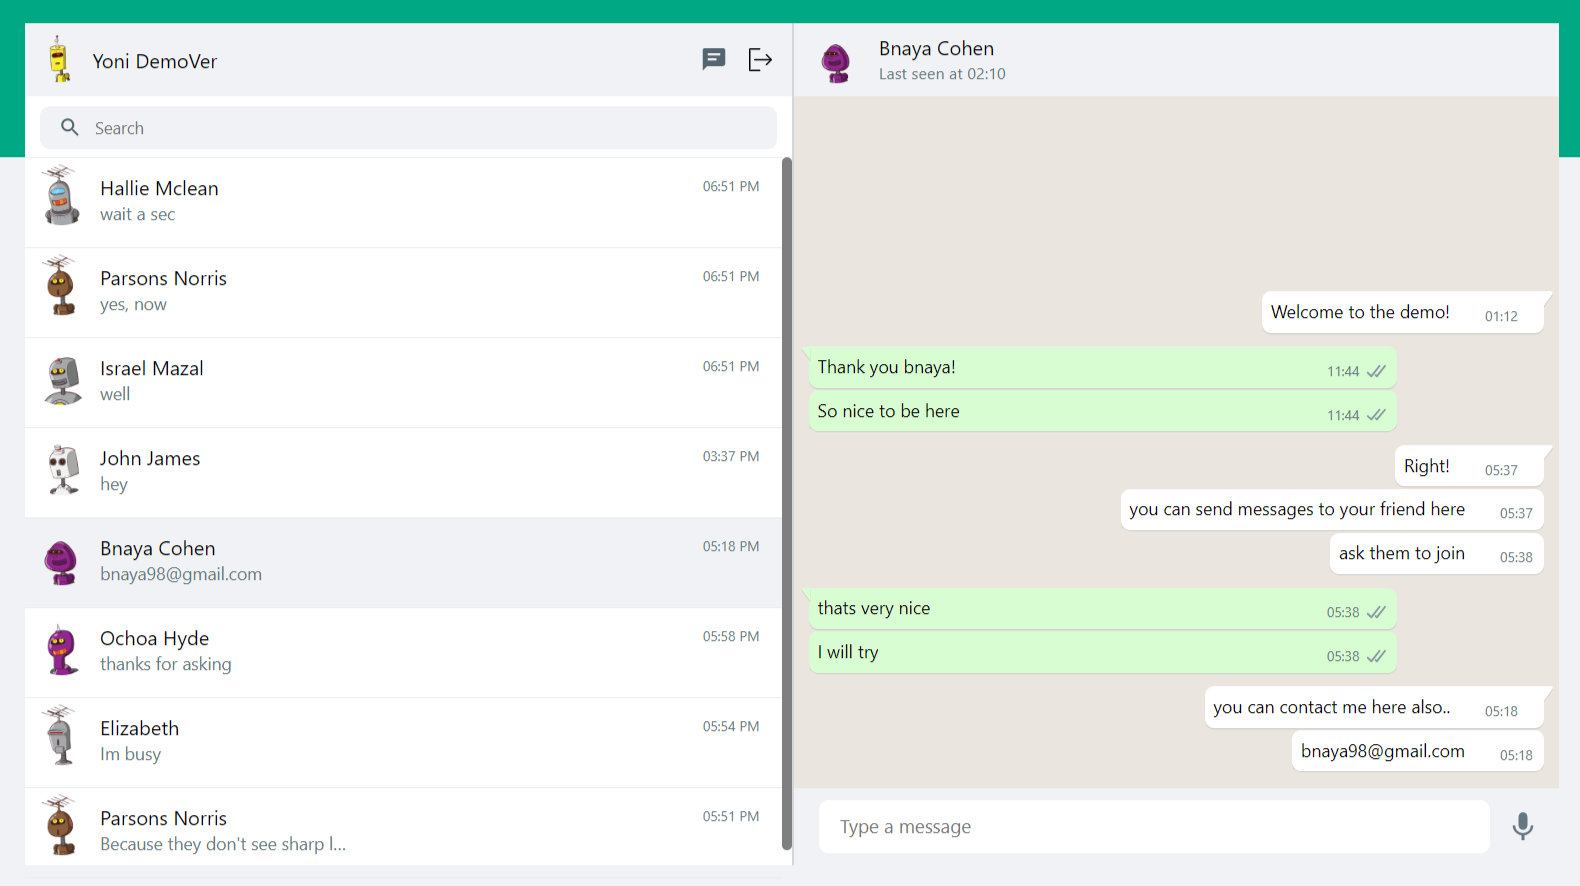 Yoni DemoVer
Search
Hallie Mclean
06:51 PM
wait a sec
Parsons Norris
06:51 PM
yes, now
Israel Mazal
06:51 PM
well
John James
03:37 PM
hey
Bnaya Cohen
05:18 PM
bnaya98@gmail.com
Ochoa Hyde
05:58 PM
thanks for asking
Elizabeth
05:54 PM
Im busy
Parsons Norris
05:51 PM
Because they don't see sharp l...
Bnaya Cohen
Last seen at 02:10
Welcome to the demo! 01:12
Thank you bnaya! 11:44
So nice to be here 11:44
Right! 05:37
you can send messages to your friend here 05:37
ask them to join 05:38
thats very nice 05:38
I will try 05:38
you can contact me here also.. 05:18
bnaya98@gmail.com 05:18
Type a message